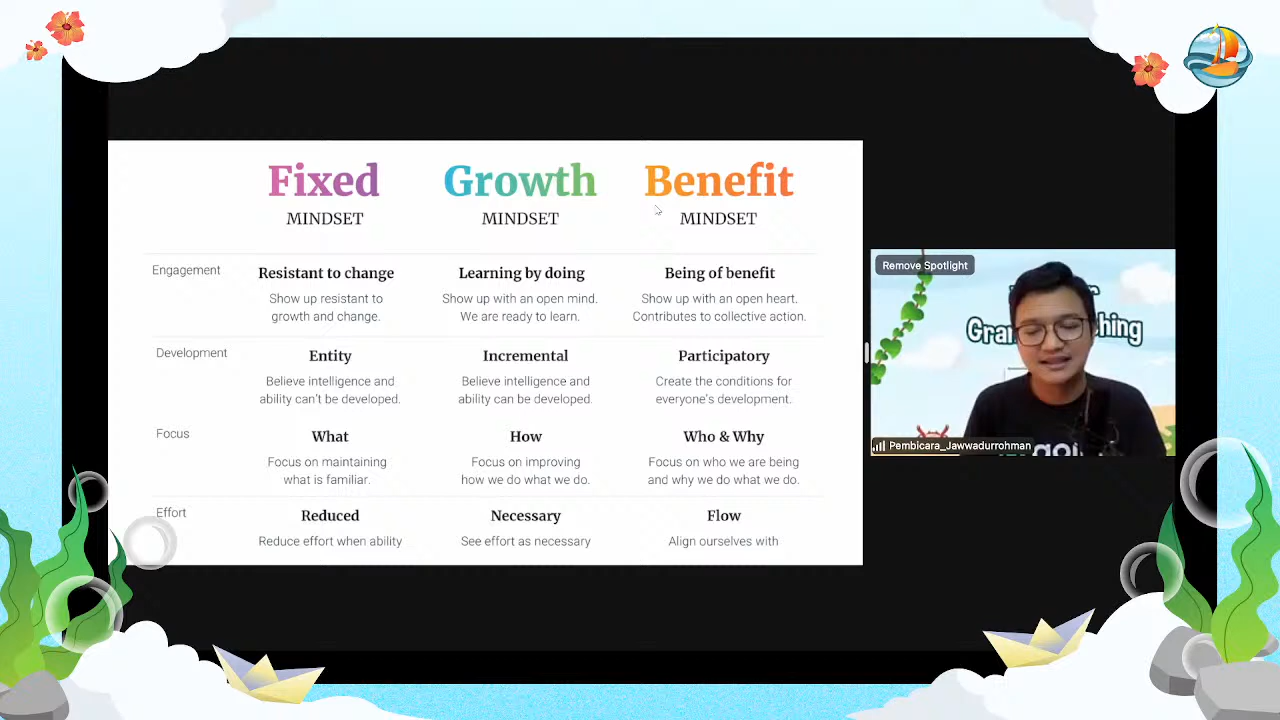 Fixed
MINDSET
Growth
MINDSET
Benefit
MINDSET
Engagement
Resistant to change
Show up resistant to
growth and change.
Learning by doing
Show up with an open mind.
We are ready to learn.
Being of benefit
Show up with an open heart.
Contributes to collective action.
Development
Entity
Believe intelligence and
ability can't be developed.
Incremental
Believe intelligence and
ability can be developed.
Participatory
Create the conditions for
everyone's development.
Focus
What
Focus on maintaining
what is familiar.
How
Focus on improving
how we do what we do.
Who & Why
Focus on who we are being
and why we do what we do.
Effort
Reduced
Reduce effort when ability
Necessary
See effort as necessary
Flow
Align ourselves with
Remove Spotlight
Pembicara_Jawwadurrohman